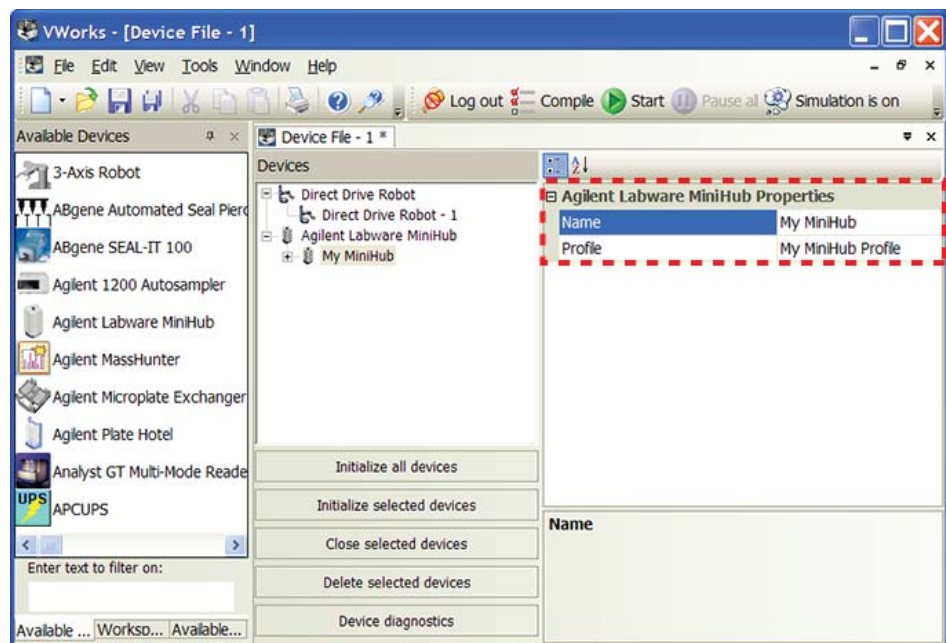 VWorks - [Device File - 1]
File Edit View Tools Window Help
Log out Compile Start Pause all Simulation is on
Available Devices
3-Axis Robot
ABgene Automated Seal Pierc
ABgene SEAL-IT 100
Agilent 1200 Autosampler
Agilent Labware MiniHub
Agilent MassHunter
Agilent Microplate Exchanger
Agilent Plate Hotel
Analyst GT Multi-Mode Reade
UPS
APCUPS
Enter text to filter on:
Available ... Worksp... Available...
Device File - 1 *
Devices
Direct Drive Robot
Direct Drive Robot - 1
Agilent Labware MiniHub
My MiniHub
Initialize all devices
Initialize selected devices
Close selected devices
Delete selected devices
Device diagnostics
Agilent Labware MiniHub Properties
Name My MiniHub
Profile My MiniHub Profile
Name